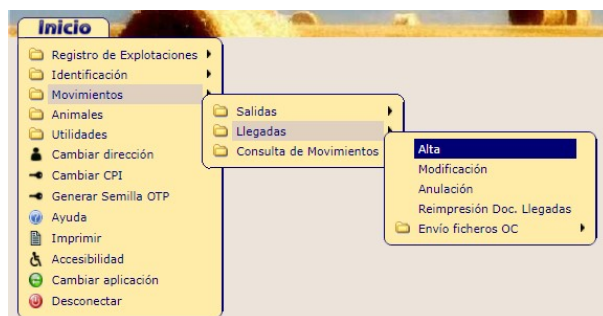 Inicio
Registro de Explotaciones
Identificación
Movimientos
Animales
Utilidades
Cambiar dirección
Cambiar CPI
Generar Semilla OTP
Ayuda
Imprimir
Accesibilidad
Cambiar aplicación
Desconectar
Salidas
Llegadas
Consulta de Movimientos
Alta
Modificación
Anulación
Reimpresión Doc. Llegadas
Envío ficheros OC